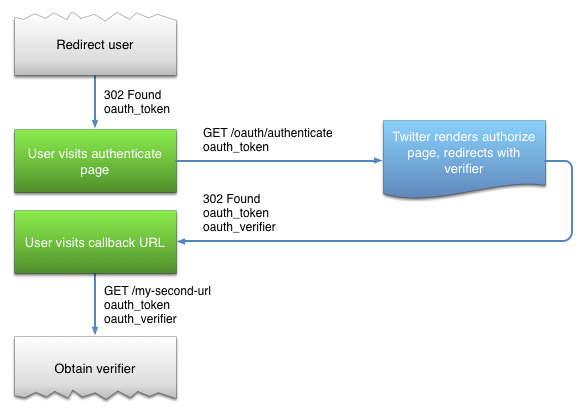 Redirect user
302 Found
oauth_token
User visits authenticate
page
GET /oauth/authenticate
oauth_token
Twitter renders authorize
page, redirects with
verifier
302 Found
oauth_token
oauth_verifier
User visits callback URL
GET /my-second-url
oauth_token
oauth_verifier
Obtain verifier